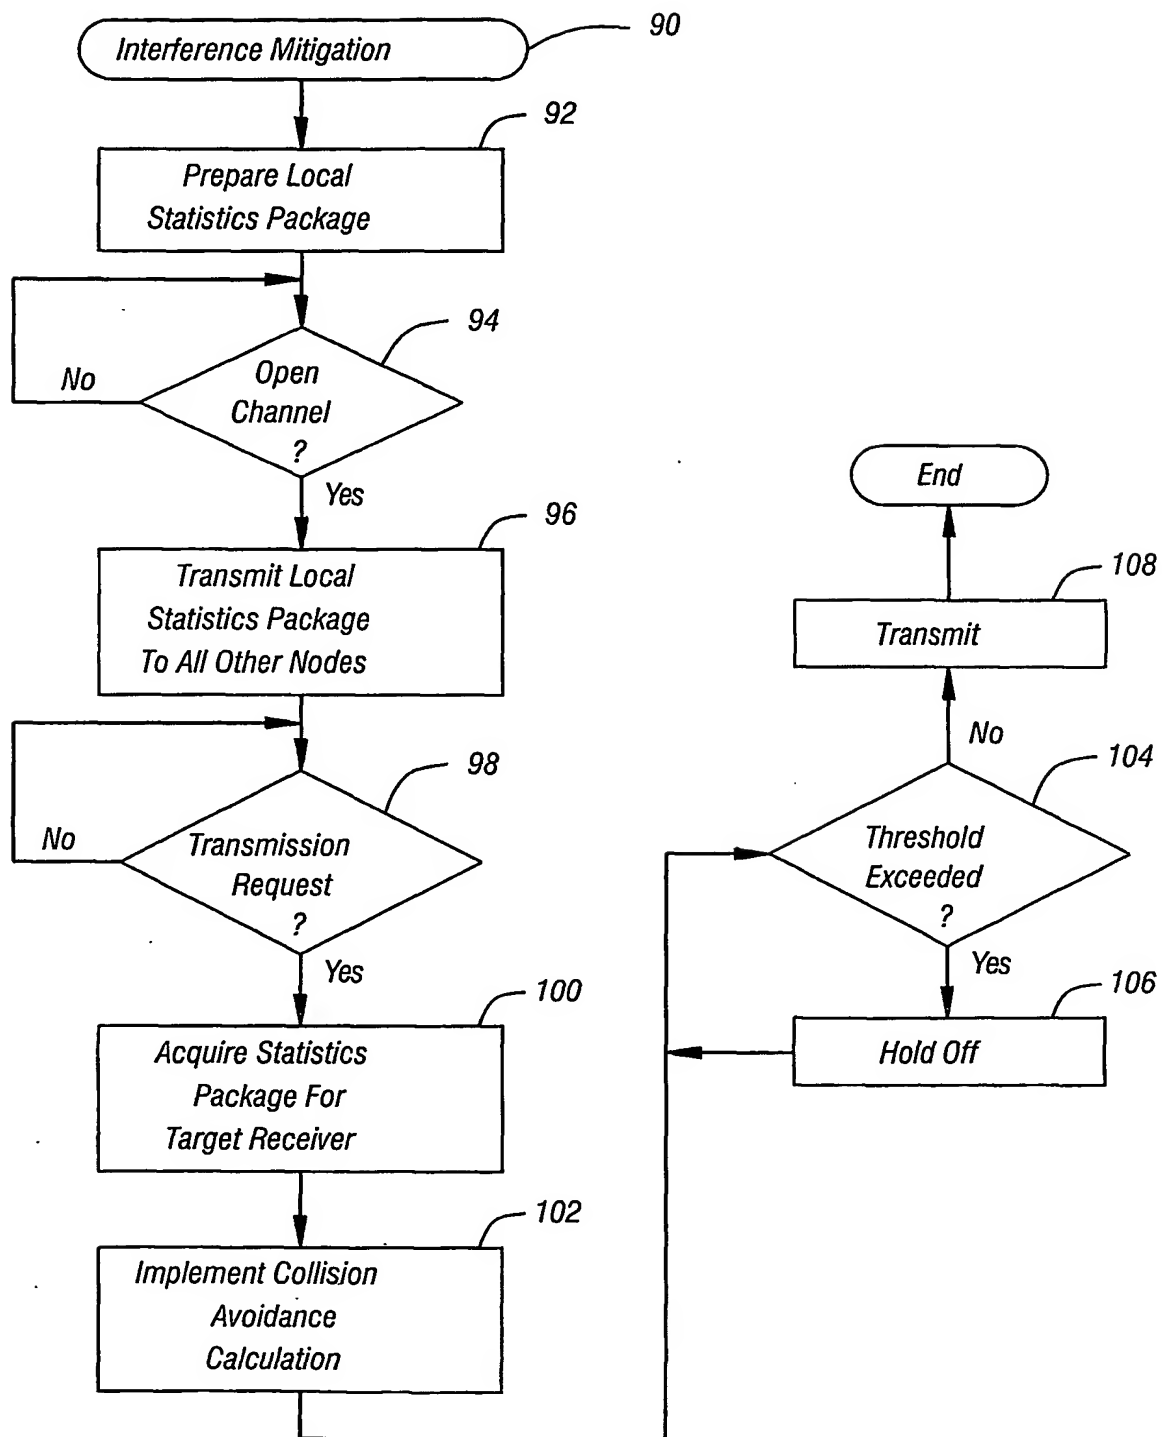 Interference Mitigation
90
92
Prepare Local
Statistics Package
94
Open
Channel
?
No
Yes
96
Transmit Local
Statistics Package
To All Other Nodes
98
Transmission
Request
?
No
Yes
100
Acquire Statistics
Package For
Target Receiver
102
Implement Collision
Avoidance
Calculation
End
108
Transmit
No
104
Threshold
Exceeded
?
Yes
106
Hold Off